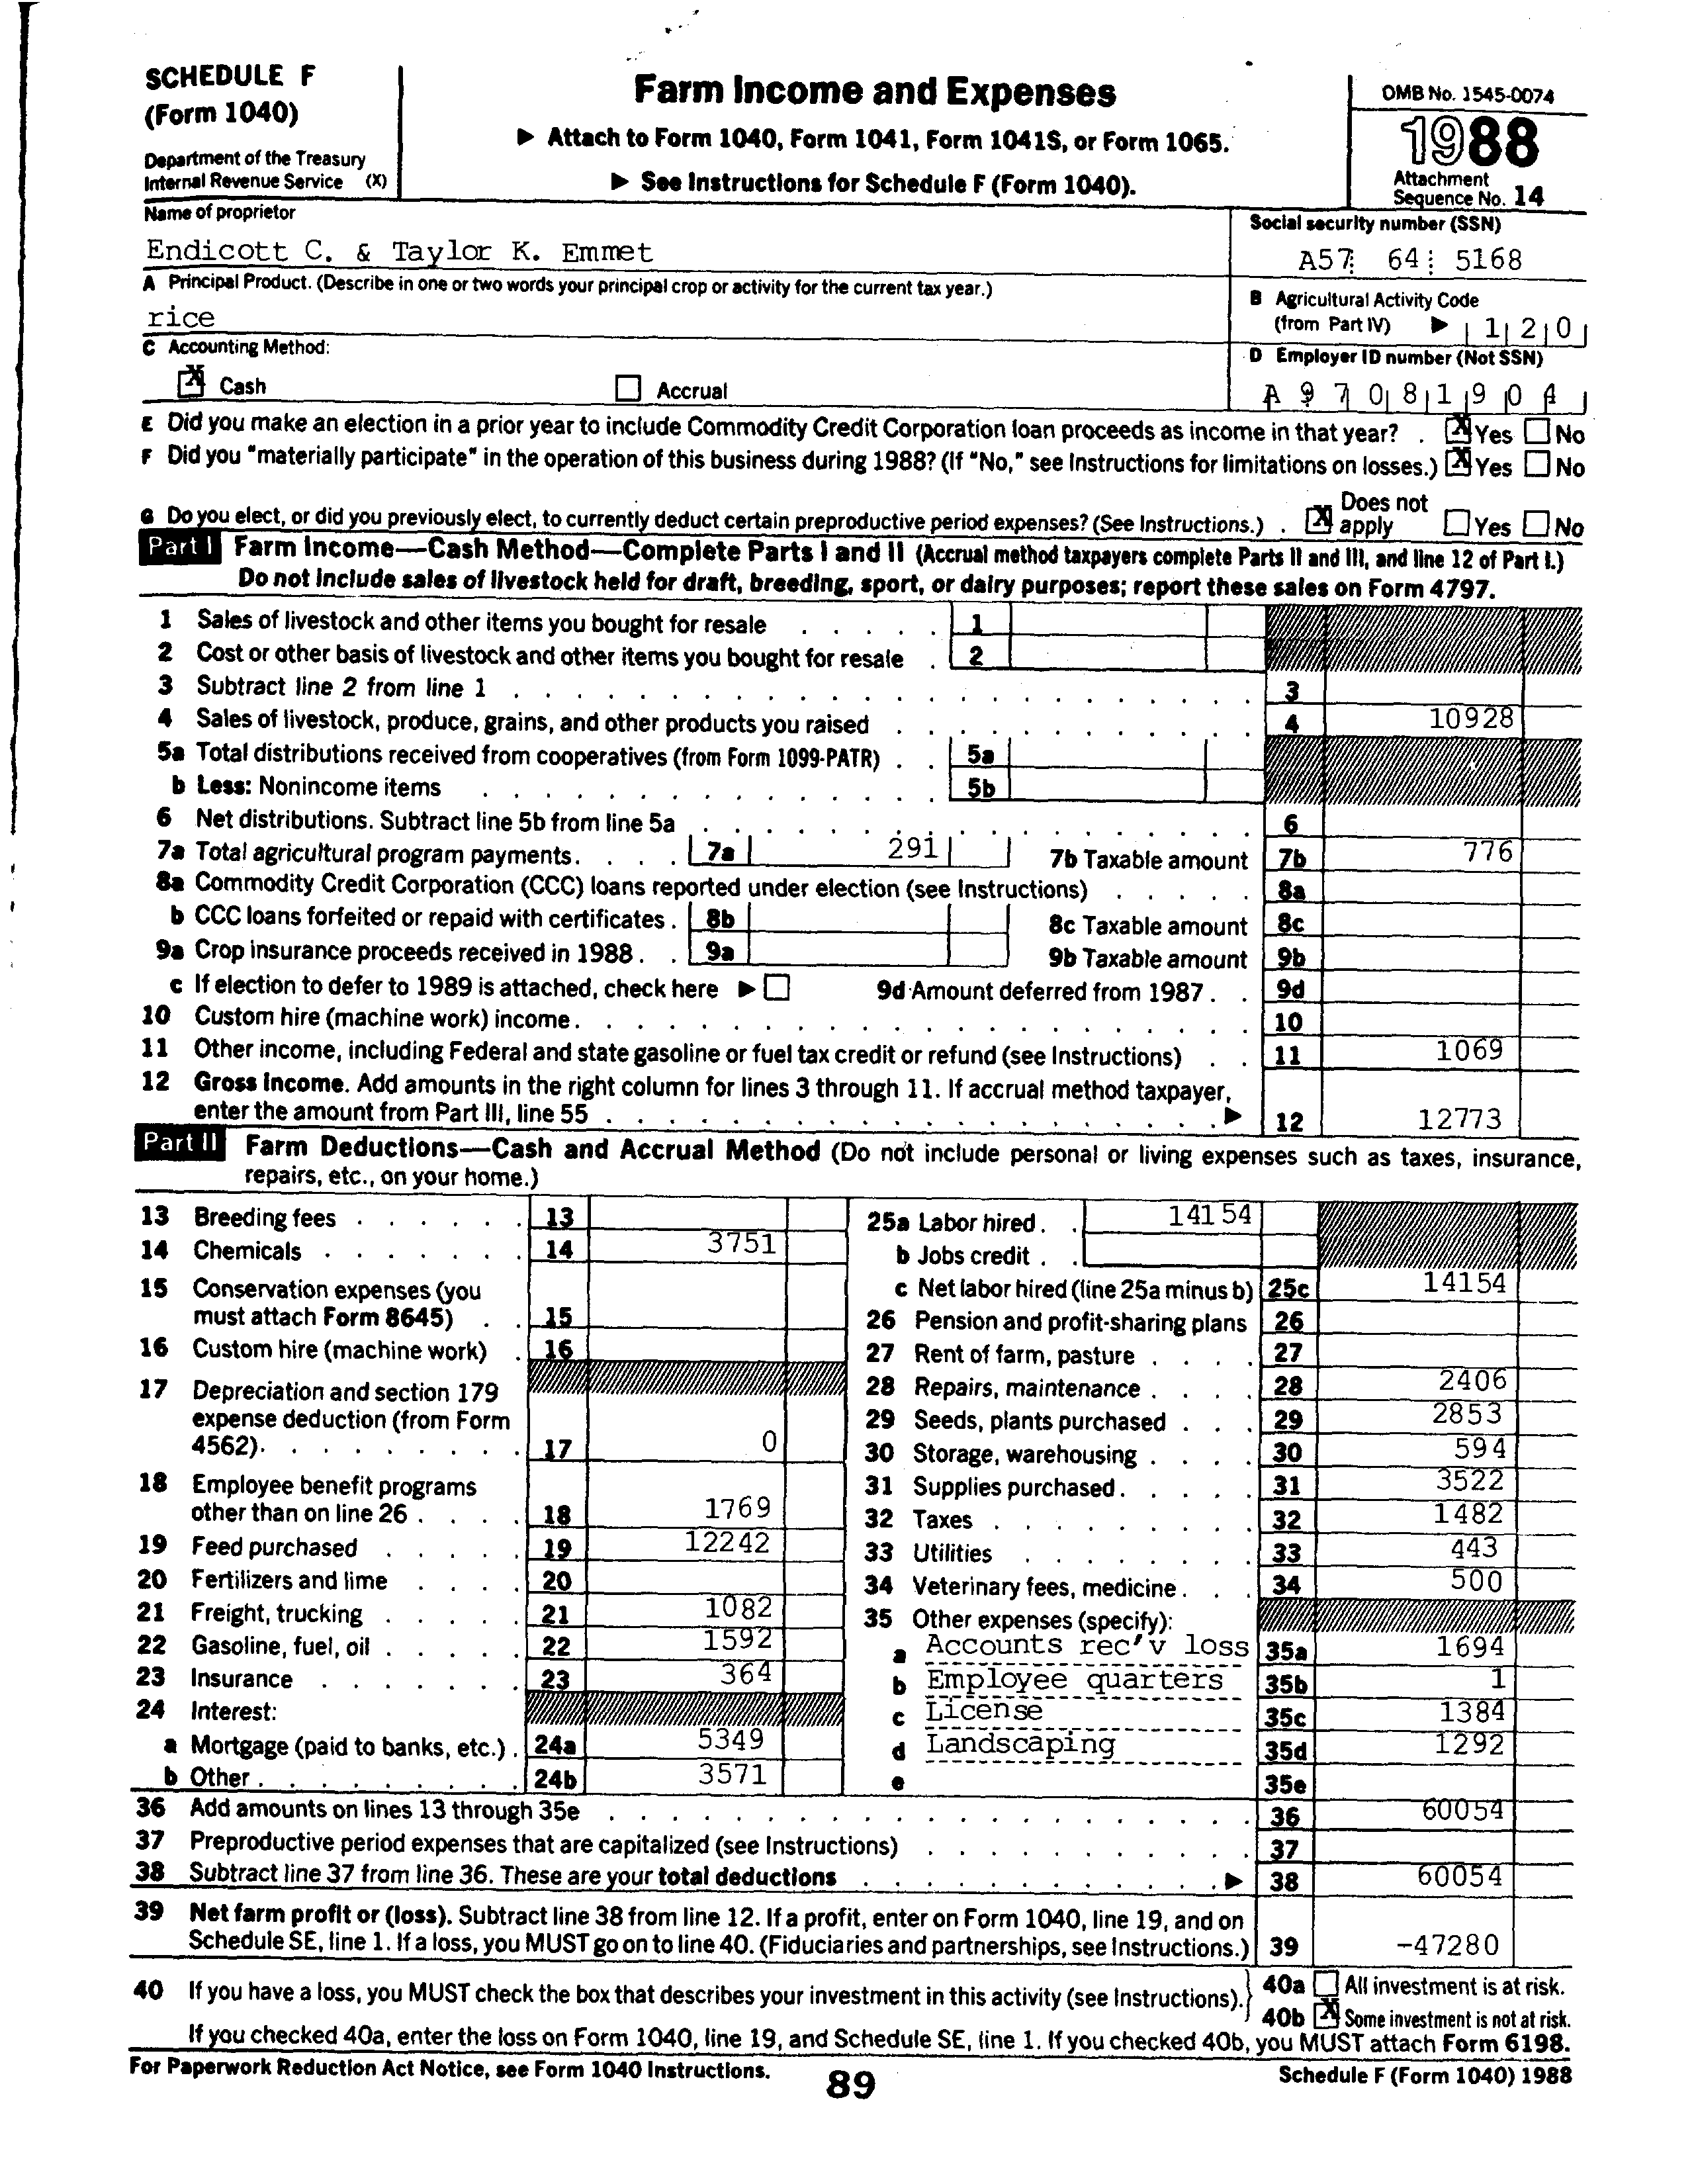 SCHEDULE F
(Form 1040)
Department of the Treasury
Internal Revenue Service (X)
Farm Income and Expenses
▶ Attach to Form 1040, Form 1041, Form 1041S, or Form 1065.
▶ See Instructions for Schedule F (Form 1040).
OMB No. 1545-0074
1988
Attachment
Sequence No. 14
Name of proprietor
Endicott C. & Taylor K. Emmet
Social security number (SSN)
A57 64 5168
A Principal Product. (Describe in one or two words your principal crop or activity for the current tax year.)
rice
B Agricultural Activity Code
(from Part IV) ▶ 1 2 0
C Accounting Method:
X Cash Accrual
D Employer ID number (Not SSN)
A 9 7 0 8 1 9 0 4
E Did you make an election in a prior year to include Commodity Credit Corporation loan proceeds as income in that year? . X Yes No
F Did you "materially participate" in the operation of this business during 1988? (If "No," see Instructions for limitations on losses.) X Yes No
G Do you elect, or did you previously elect, to currently deduct certain preproductive period expenses? (See Instructions.) . X Does not apply Yes No
Part I Farm Income—Cash Method—Complete Parts I and II (Accrual method taxpayers complete Parts II and III, and line 12 of Part I.)
Do not include sales of livestock held for draft, breeding, sport, or dairy purposes; report these sales on Form 4797.
1 Sales of livestock and other items you bought for resale 1
2 Cost or other basis of livestock and other items you bought for resale 2
3 Subtract line 2 from line 1 3
4 Sales of livestock, produce, grains, and other products you raised 4 10928
5a Total distributions received from cooperatives (from Form 1099-PATR) 5a
b Less: Nonincome items 5b
6 Net distributions. Subtract line 5b from line 5a 6
7a Total agricultural program payments. 7a 291 7b Taxable amount 7b 776
8a Commodity Credit Corporation (CCC) loans reported under election (see Instructions) 8a
b CCC loans forfeited or repaid with certificates. 8b 8c Taxable amount 8c
9a Crop insurance proceeds received in 1988. 9a 9b Taxable amount 9b
c If election to defer to 1989 is attached, check here ▶ 9d Amount deferred from 1987. 9d
10 Custom hire (machine work) income. 10
11 Other income, including Federal and state gasoline or fuel tax credit or refund (see Instructions) 11 1069
12 Gross Income. Add amounts in the right column for lines 3 through 11. If accrual method taxpayer,
enter the amount from Part III, line 55 ▶ 12 12773
Part II Farm Deductions—Cash and Accrual Method (Do not include personal or living expenses such as taxes, insurance,
repairs, etc., on your home.)
13 Breeding fees 13
14 Chemicals 14 3751
15 Conservation expenses (you
must attach Form 8645) 15
16 Custom hire (machine work) 16
17 Depreciation and section 179
expense deduction (from Form
4562). 17 0
18 Employee benefit programs
other than on line 26 18 1769
19 Feed purchased 19 12242
20 Fertilizers and lime 20
21 Freight, trucking 21 1082
22 Gasoline, fuel, oil 22 1592
23 Insurance 23 364
24 Interest:
a Mortgage (paid to banks, etc.) 24a 5349
b Other 24b 3571
25a Labor hired. 14154
b Jobs credit
c Net labor hired (line 25a minus b) 25c 14154
26 Pension and profit-sharing plans 26
27 Rent of farm, pasture 27
28 Repairs, maintenance 28 2406
29 Seeds, plants purchased 29 2853
30 Storage, warehousing 30 594
31 Supplies purchased. 31 3522
32 Taxes 32 1482
33 Utilities 33 443
34 Veterinary fees, medicine. 34 500
35 Other expenses (specify):
a Accounts rec'v loss 35a 1694
b Employee quarters 35b 1
c License 35c 1384
d Landscaping 35d 1292
e 35e
36 Add amounts on lines 13 through 35e 36 60054
37 Preproductive period expenses that are capitalized (see Instructions) 37
38 Subtract line 37 from line 36. These are your total deductions ▶ 38 60054
39 Net farm profit or (loss). Subtract line 38 from line 12. If a profit, enter on Form 1040, line 19, and on
Schedule SE, line 1. If a loss, you MUST go on to line 40. (Fiduciaries and partnerships, see Instructions.) 39 -47280
40 If you have a loss, you MUST check the box that describes your investment in this activity (see Instructions). 40a All investment is at risk.
40b X Some investment is not at risk.
If you checked 40a, enter the loss on Form 1040, line 19, and Schedule SE, line 1. If you checked 40b, you MUST attach Form 6198.
For Paperwork Reduction Act Notice, see Form 1040 Instructions.
89
Schedule F (Form 1040) 1988